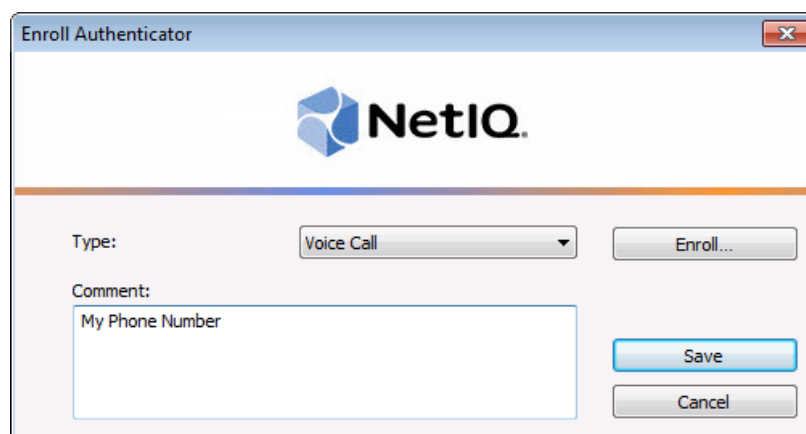 Enroll Authenticator
NetIQ.
Type:
Voice Call
Enroll...
Comment:
My Phone Number
Save
Cancel